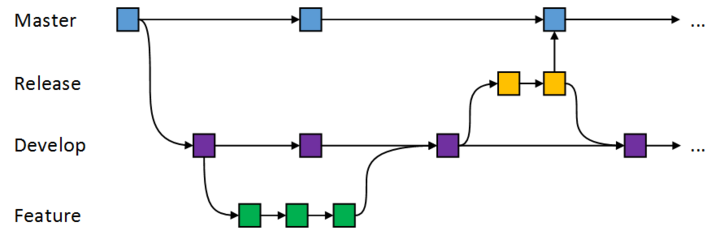 Master ...
Release
Develop ...
Feature